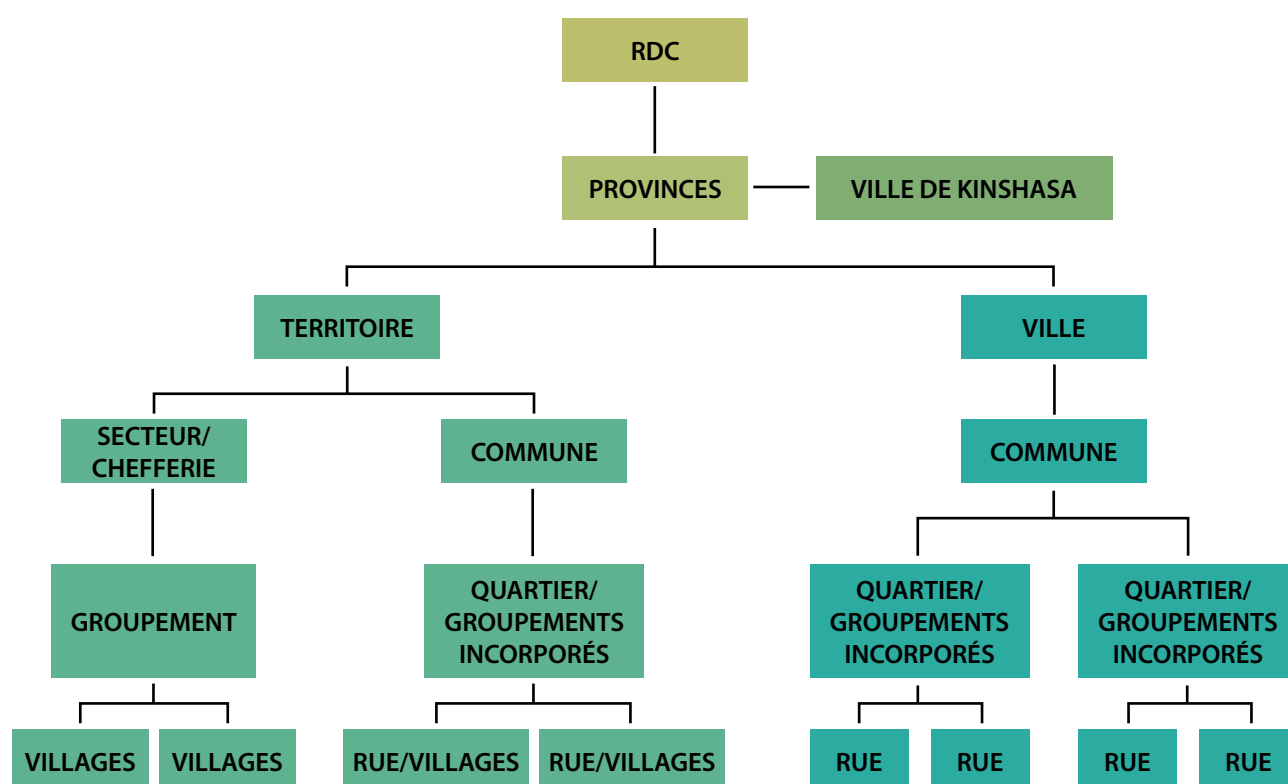 RDC
PROVINCES
VILLE DE KINSHASA
TERRITOIRE
VILLE
SECTEUR/
CHEFFERIE
COMMUNE
COMMUNE
GROUPEMENT
QUARTIER/
GROUPEMENTS
INCORPORÉS
QUARTIER/
GROUPEMENTS
INCORPORÉS
QUARTIER/
GROUPEMENTS
INCORPORÉS
VILLAGES
VILLAGES
RUE/VILLAGES
RUE/VILLAGES
RUE
RUE
RUE
RUE